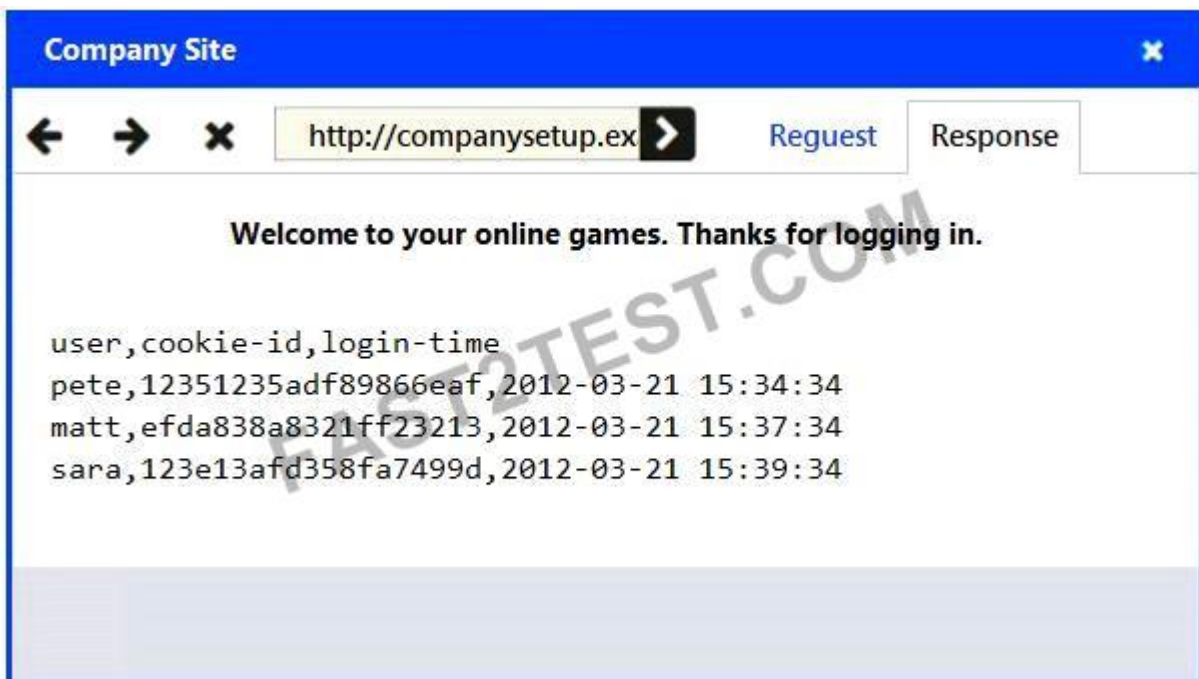 Company Site
http://companysetup.ex
Reguest
Response
Welcome to your online games. Thanks for logging in.
user,cookie-id,login-time
pete,12351235adf89866eaf,2012-03-21 15:34:34
matt,efda838a8321ff23213,2012-03-21 15:37:34
sara,123e13afd358fa7499d,2012-03-21 15:39:34
FAST2TEST.COM